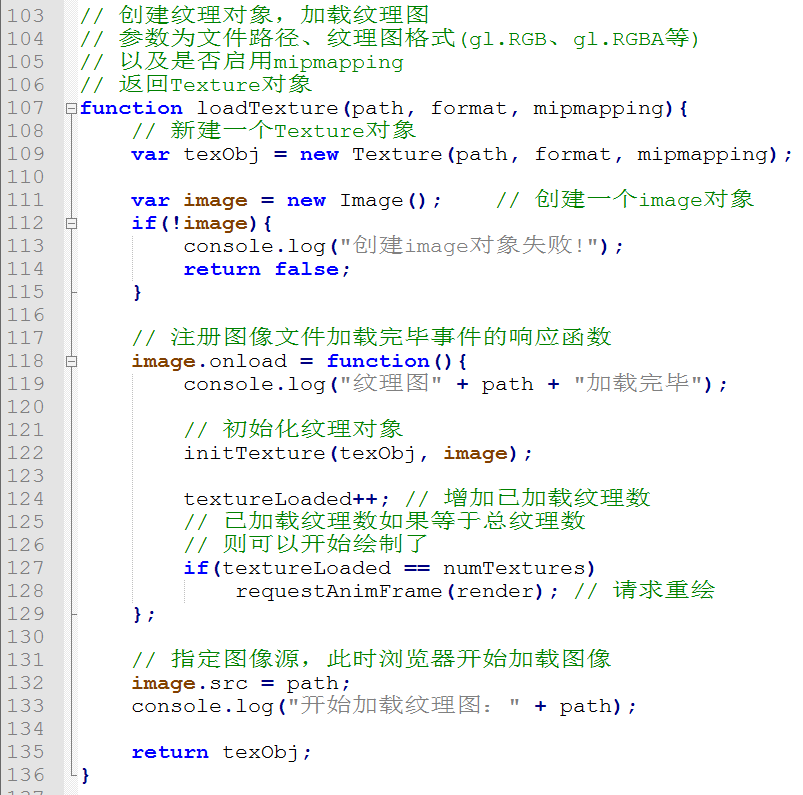 103 // 创建纹理对象，加载纹理图
104 // 参数为文件路径、纹理图格式(gl.RGB、gl.RGBA等)
105 // 以及是否启用mipmapping
106 // 返回Texture对象
107 function loadTexture(path, format, mipmapping){
108     // 新建一个Texture对象
109     var texObj = new Texture(path, format, mipmapping);
110
111     var image = new Image();    // 创建一个image对象
112     if(!image){
113         console.log("创建image对象失败!");
114         return false;
115     }
116
117     // 注册图像文件加载完毕事件的响应函数
118     image.onload = function(){
119         console.log("纹理图" + path + "加载完毕");
120
121         // 初始化纹理对象
122         initTexture(texObj, image);
123
124         textureLoaded++; // 增加已加载纹理数
125         // 已加载纹理数如果等于总纹理数
126         // 则可以开始绘制了
127         if(textureLoaded == numTextures)
128             requestAnimFrame(render); // 请求重绘
129     };
130
131     // 指定图像源，此时浏览器开始加载图像
132     image.src = path;
133     console.log("开始加载纹理图：" + path);
134
135     return texObj;
136 }